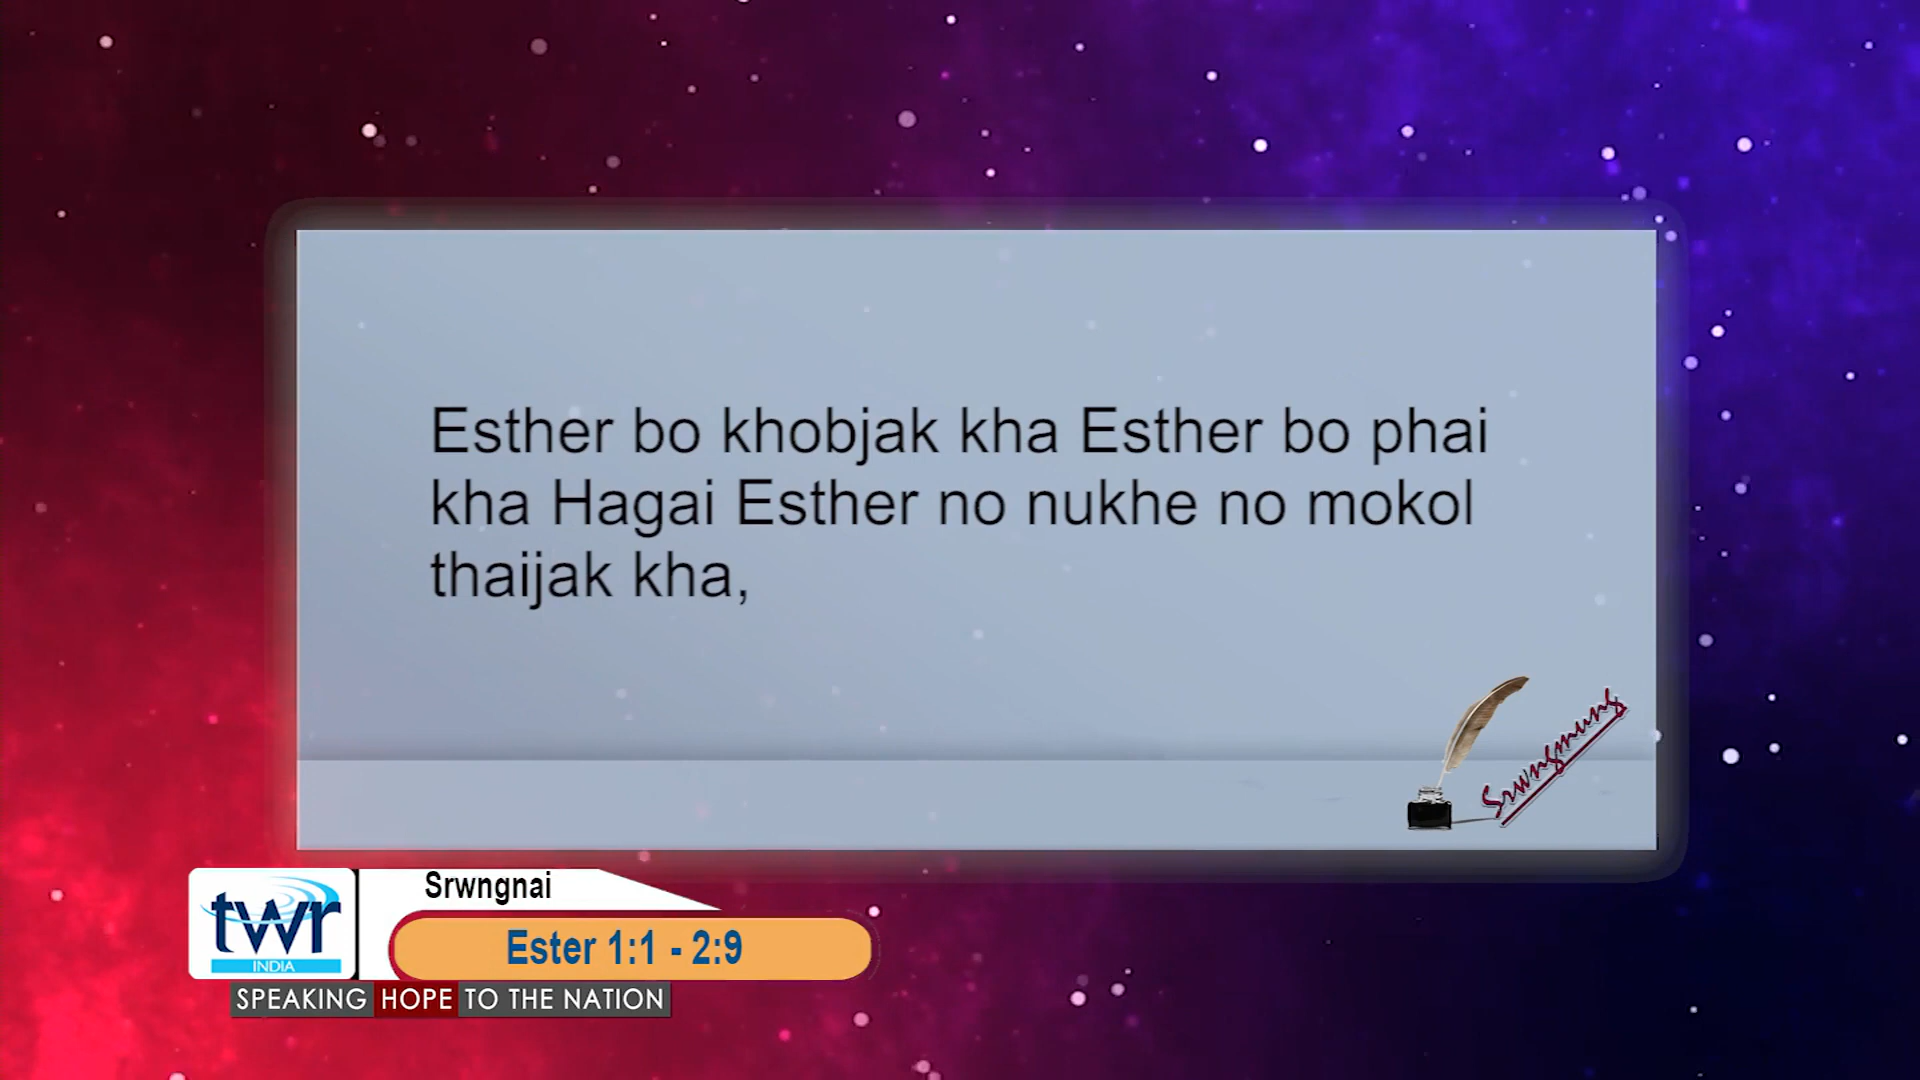 Esther bo khobjak kha Esther bo phai
kha Hagai Esther no nukhe no mokol
thaijak kha,
Srwngmung
twr
INDIA
Srwngnai
Ester 1:1 - 2:9
SPEAKING HOPE TO THE NATION